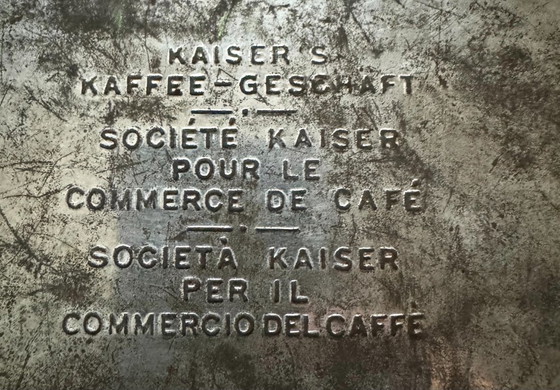 KAISER'S
KAFFEE-GESCHÄFT
SOCIÉTÉ KAISER
POUR LE
COMMERCE DE CAFÉ
SOCIETÀ KAISER
PER IL
COMMERCIO DEL CAFFÈ